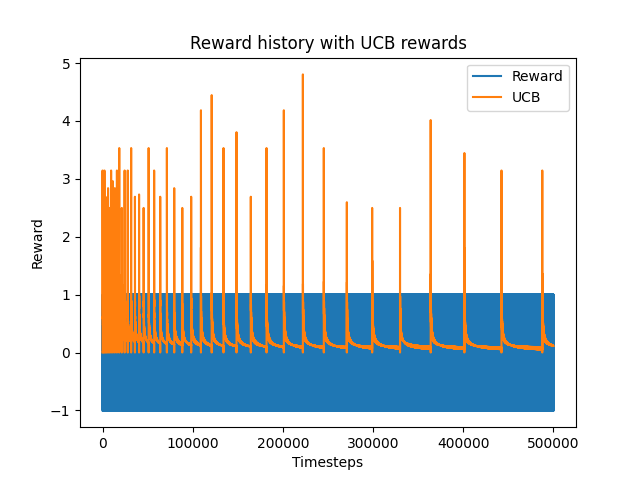 Reward history with UCB rewards
Reward
UCB
5
4
3
2
1
0
−1
Reward
0
100000
200000
300000
400000
500000
Timesteps